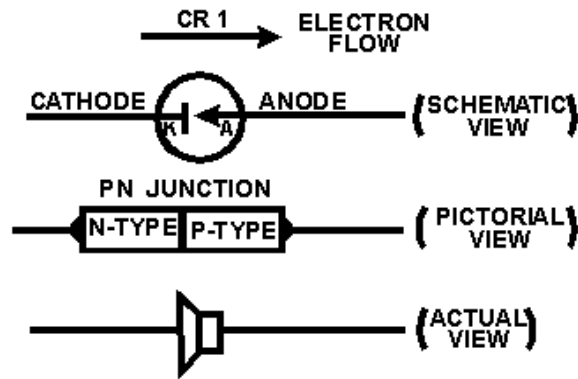 CR 1
ELECTRON
FLOW
CATHODE
ANODE
K
A
(SCHEMATIC
VIEW)
PN JUNCTION
N-TYPE
P-TYPE
(PICTORIAL
VIEW)
(ACTUAL
VIEW)